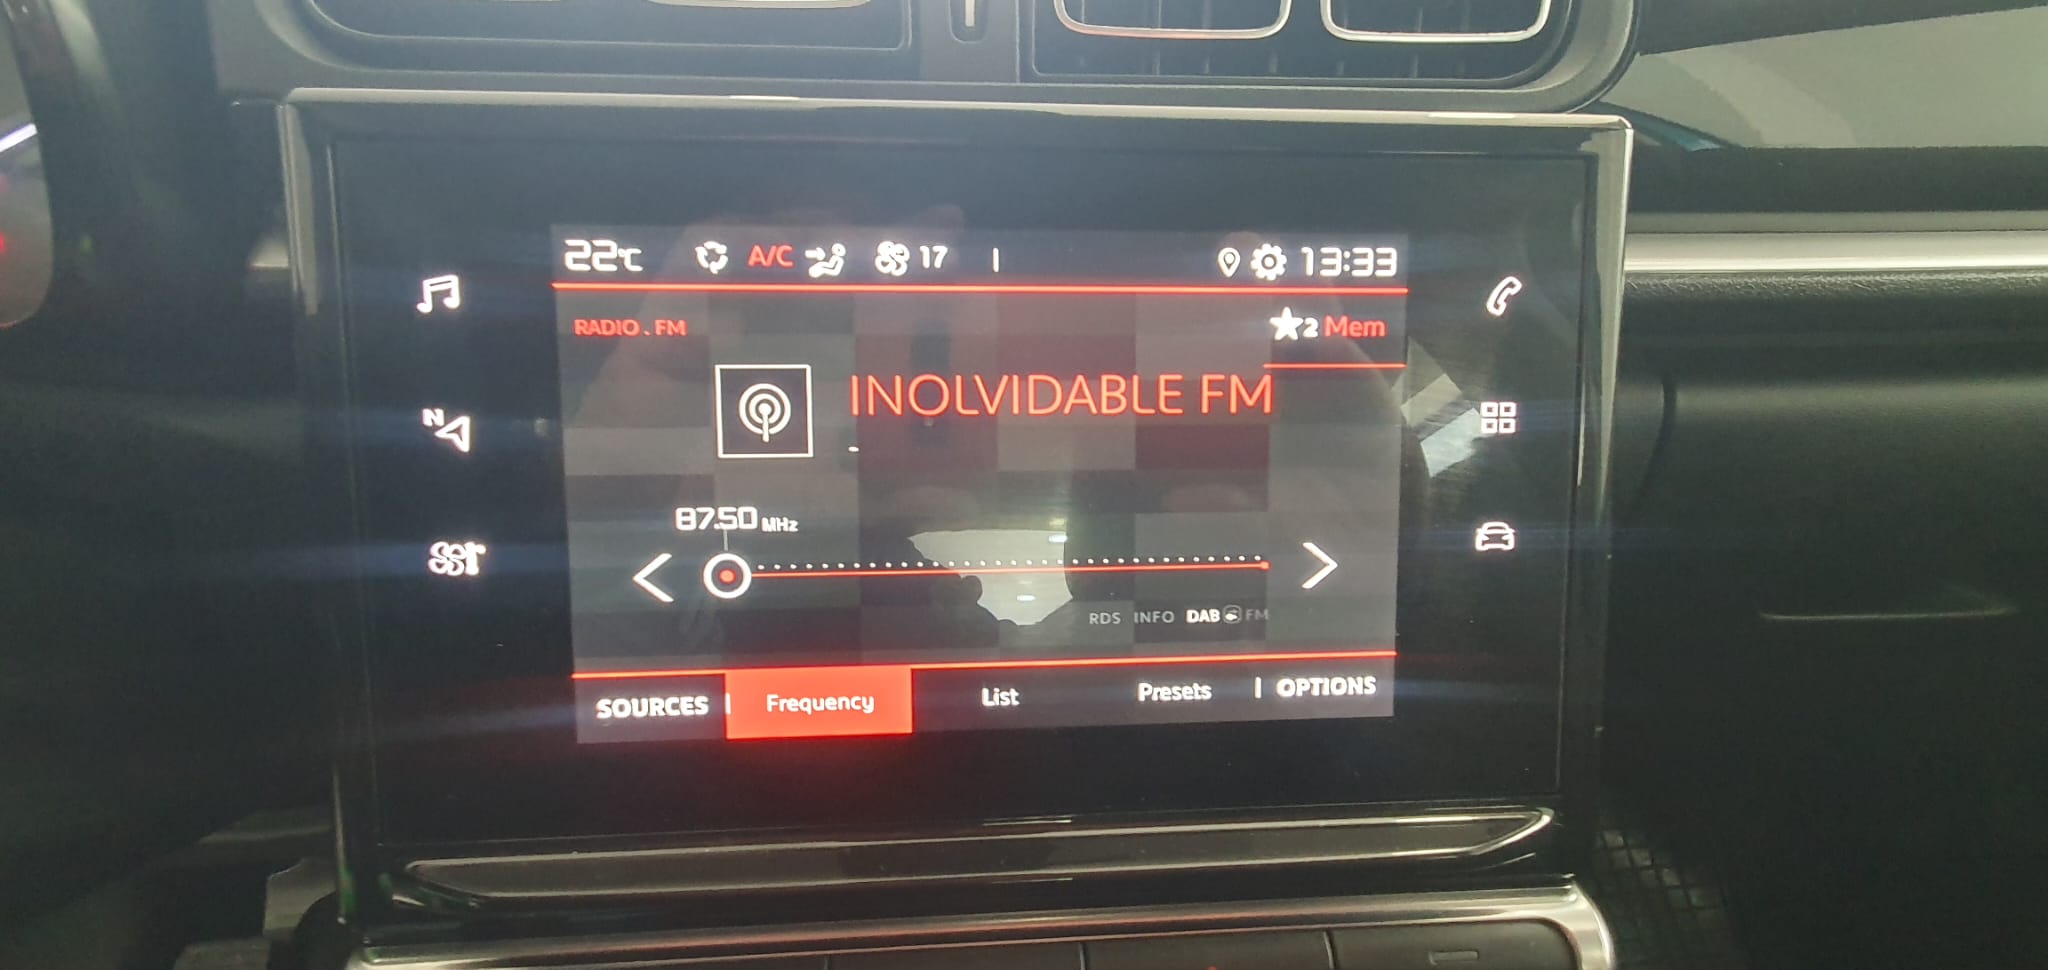 22°C A/C 17 13:33
RADIO . FM 2 Mem
INOLVIDABLE FM
87.50 MHz
N
RDS INFO DAB FM
SOURCES Frequency List Presets OPTIONS